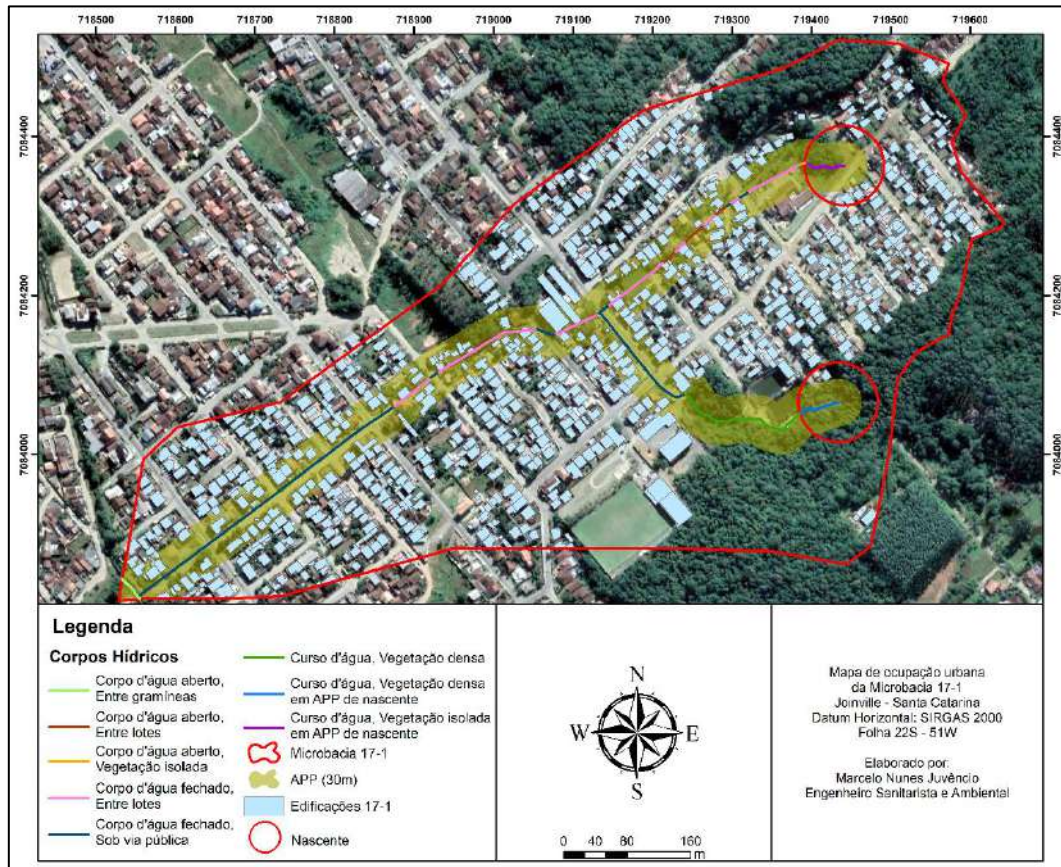 718500 718600 718700 718800 718900 719000 719100 719200 719300 719400 719500 719600
7084400 7084400
7084200 7084200
7084000 7084000
Legenda
Corpos Hídricos
Corpo d'água aberto,
Entre gramíneas
Corpo d'água aberto,
Entre lotes
Corpo d'água aberto,
Vegetação isolada
Corpo d'água fechado,
Entre lotes
Corpo d'água fechado,
Sob via pública
Curso d'água, Vegetação densa
Curso d'água, Vegetação densa
em APP de nascente
Curso d'água, Vegetação isolada
em APP de nascente
Microbacia 17-1
APP (30m)
Edificações 17-1
Nascente
N
W E
S
0 40 80 160
m
Mapa de ocupação urbana
da Microbacia 17-1
Joinville - Santa Catarina
Datum Horizontal: SIRGAS 2000
Folha 22S - 51W
Elaborado por:
Marcelo Nunes Juvêncio
Engenheiro Sanitarista e Ambiental